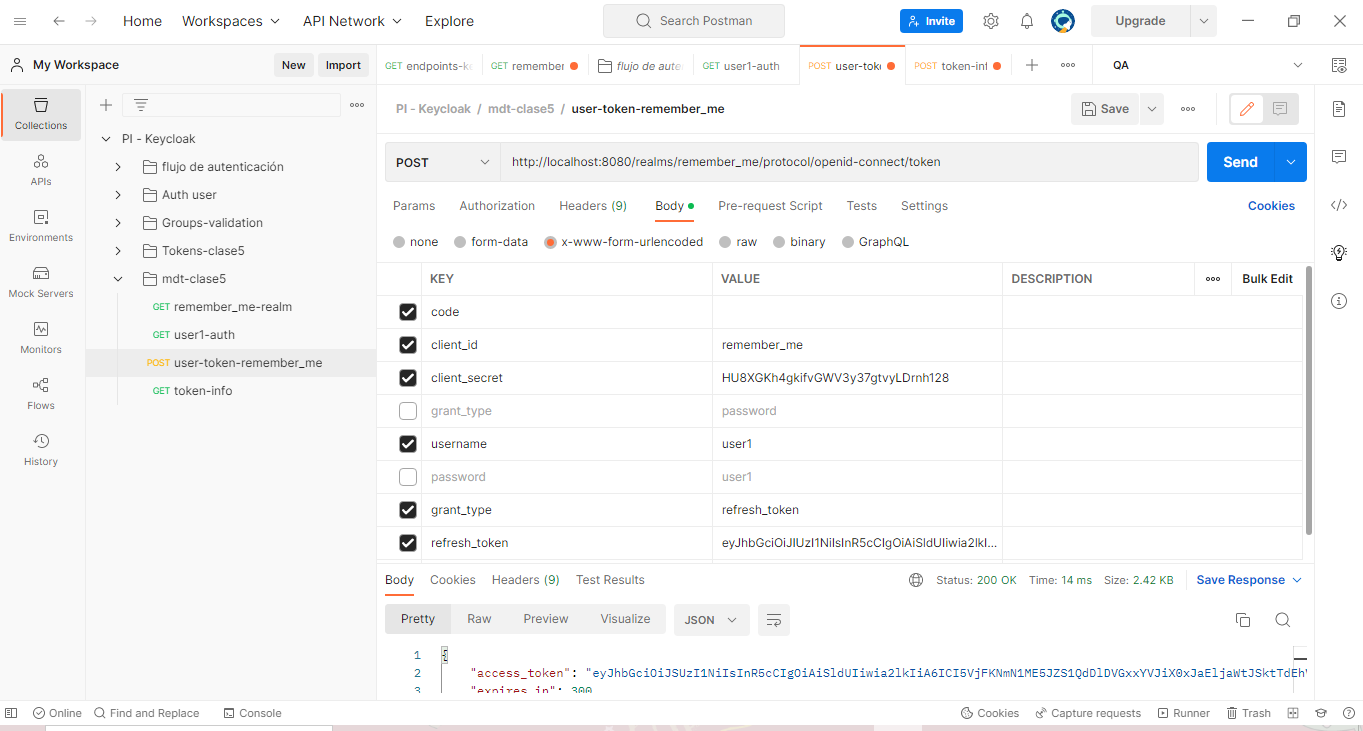 Home Workspaces API Network Explore Search Postman Invite Upgrade
My Workspace New Import GET endpoints-k GET remember GET user1-auth POST user-tok GET token-inf QA
flujo de aute
Collections
APIs
Environments
Mock Servers
Monitors
Flows
History
PI - Keycloak
flujo de autenticación
Auth user
Groups-validation
Tokens-clase5
mdt-clase5
GET remember_me-realm
GET user1-auth
POST user-token-remember_me
GET token-info
PI - Keycloak / mdt-clase5 / user-token-remember_me Save
POST http://localhost:8080/realms/remember_me/protocol/openid-connect/token Send
Params Authorization Headers (9) Body Pre-request Script Tests Settings Cookies
none form-data x-www-form-urlencoded raw binary GraphQL
KEY VALUE DESCRIPTION Bulk Edit
code
client_id remember_me
client_secret HU8XGKh4gkifvGWV3y37gtvyLDrnh128
grant_type password
username user1
password user1
grant_type refresh_token
refresh_token
Body Cookies Headers (9) Test Results Status: 200 OK Time: 14 ms Size: 2.42 KB Save Response
Pretty Raw Preview Visualize JSON
1 {
2 "access_token":
3 "expires_in": 300
Online Find and Replace Console Cookies Capture requests Runner Trash